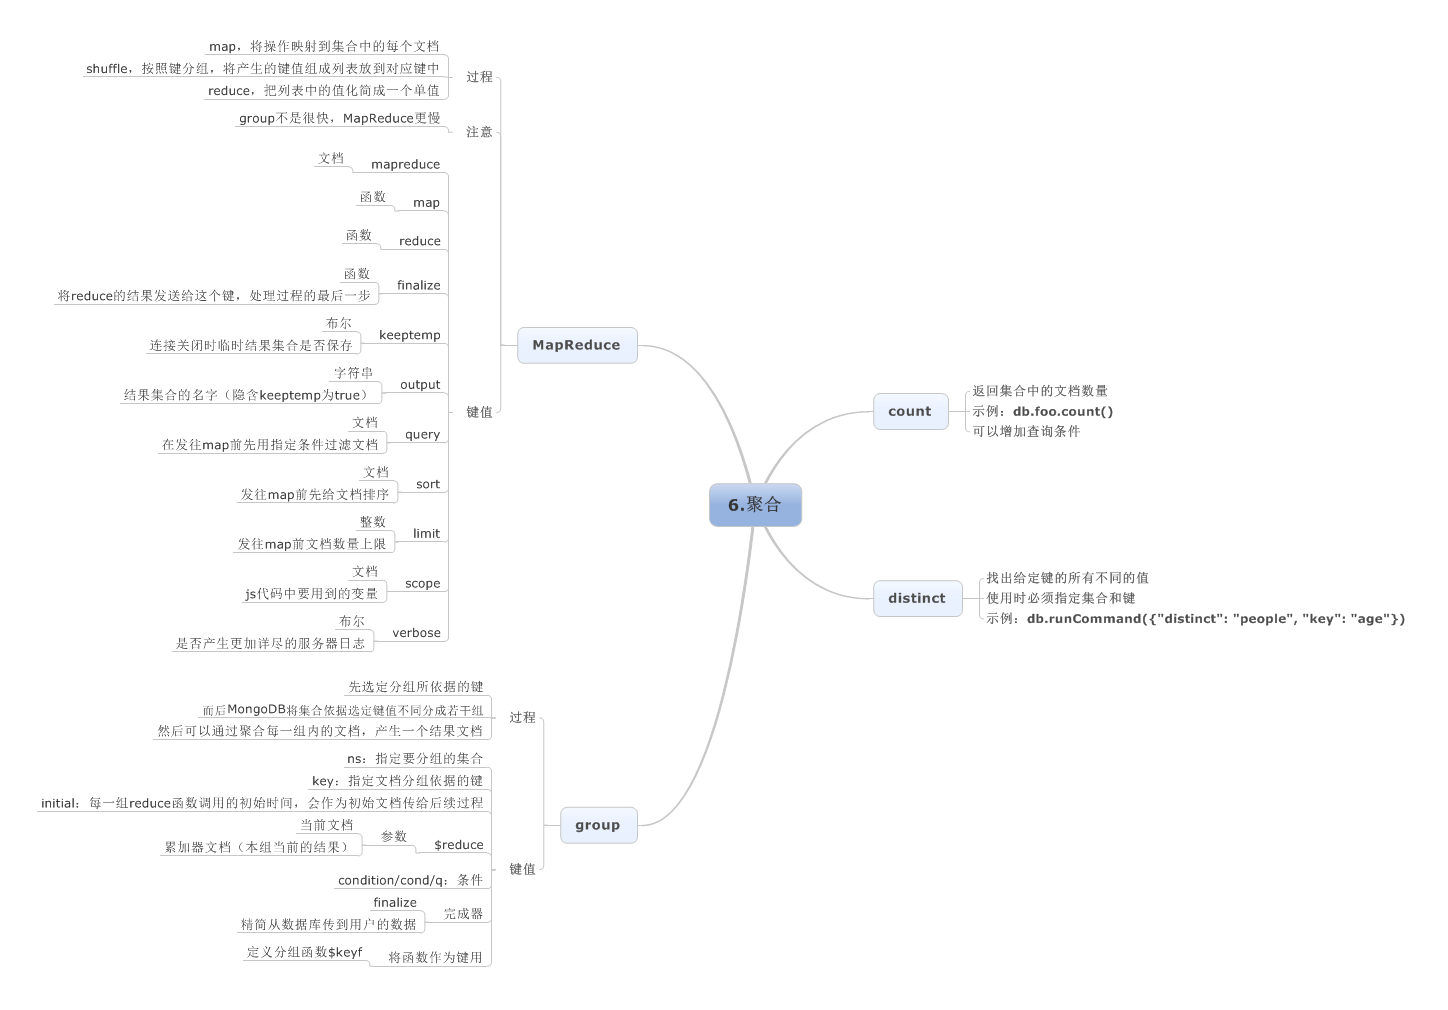 6.聚合
count
返回集合中的文档数量
示例：db.foo.count()
可以增加查询条件
distinct
找出给定键的所有不同的值
使用时必须指定集合和键
示例：db.runCommand({"distinct": "people", "key": "age"})
MapReduce
过程
map，将操作映射到集合中的每个文档
shuffle，按照键分组，将产生的键值组成列表放到对应键中
reduce，把列表中的值化简成一个单值
注意
group不是很快，MapReduce更慢
键值
mapreduce
文档
map
函数
reduce
函数
finalize
函数
将reduce的结果发送给这个键，处理过程的最后一步
keeptemp
布尔
连接关闭时临时结果集合是否保存
output
字符串
结果集合的名字（隐含keeptemp为true）
query
文档
在发往map前先用指定条件过滤文档
sort
文档
发往map前先给文档排序
limit
整数
发往map前文档数量上限
scope
文档
js代码中要用到的变量
verbose
布尔
是否产生更加详尽的服务器日志
group
过程
先选定分组所依据的键
而后MongoDB将集合依据选定键值不同分成若干组
然后可以通过聚合每一组内的文档，产生一个结果文档
键值
ns：指定要分组的集合
key：指定文档分组依据的键
initial：每一组reduce函数调用的初始时间，会作为初始文档传给后续过程
$reduce
参数
当前文档
累加器文档（本组当前的结果）
condition/cond/q：条件
完成器
finalize
精简从数据库传到用户的数据
将函数作为键用
定义分组函数$keyf